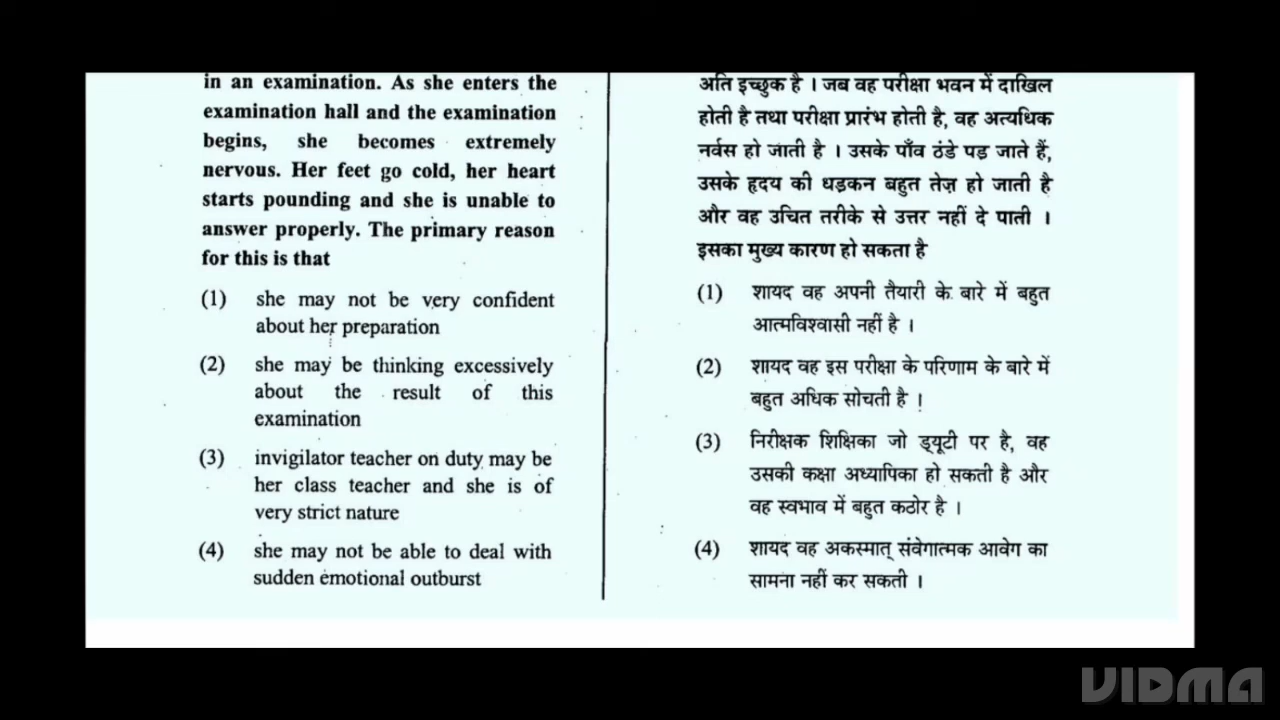 in an examination. As she enters the
examination hall and the examination
begins, she becomes extremely
nervous. Her feet go cold, her heart
starts pounding and she is unable to
answer properly. The primary reason
for this is that
(1) she may not be very confident
about her preparation
(2) she may be thinking excessively
about the result of this
examination
(3) invigilator teacher on duty may be
her class teacher and she is of
very strict nature
(4) she may not be able to deal with
sudden emotional outburst
अति इच्छुक है । जब वह परीक्षा भवन में दाखिल
होती है तथा परीक्षा प्रारंभ होती है, वह अत्यधिक
नर्वस हो जाती है । उसके पाँव ठंडे पड़ जाते हैं,
उसके हृदय की धड़कन बहुत तेज़ हो जाती है
और वह उचित तरीके से उत्तर नहीं दे पाती ।
इसका मुख्य कारण हो सकता है
(1) शायद वह अपनी तैयारी के बारे में बहुत
आत्मविश्वासी नहीं है ।
(2) शायद वह इस परीक्षा के परिणाम के बारे में
बहुत अधिक सोचती है ।
(3) निरीक्षक शिक्षिका जो ड्यूटी पर है, वह
उसकी कक्षा अध्यापिका हो सकती है और
वह स्वभाव में बहुत कठोर है ।
(4) शायद वह अकस्मात् संवेगात्मक आवेग का
सामना नहीं कर सकती ।
VIDMA